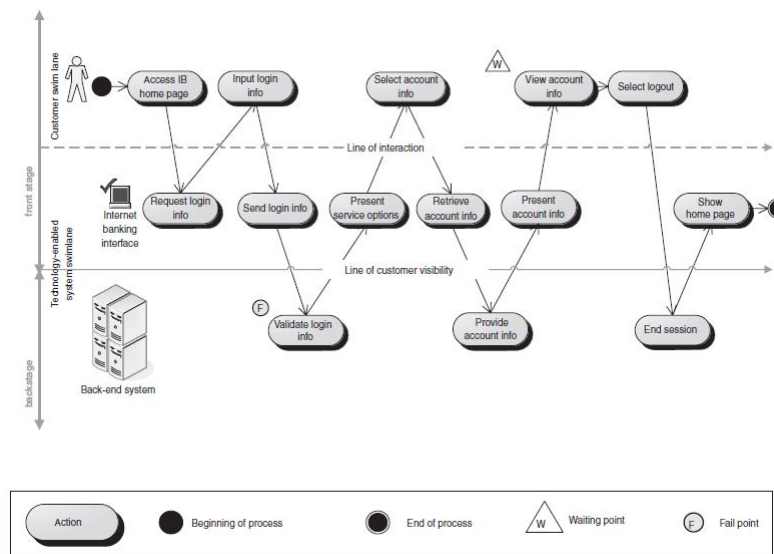 Customer swim lane
Access IB
home page
Input login
info
Select account
info
W
View account
info
Select logout
Line of interaction
front stage
Technology-enabled
system swimlane
Internet
banking
interface
Request login
info
Send login info
Present
service options
Retrieve
account info
Present
account info
Show
home page
Line of customer visibility
backstage
Back-end system
F
Validate login
info
Provide
account info
End session
Action
Beginning of process
End of process
W
Waiting point
F
Fail point